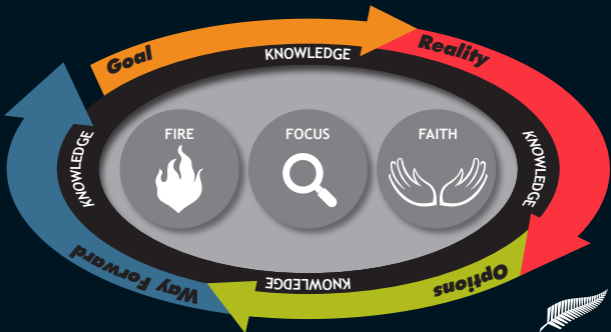 Goal
KNOWLEDGE
Reality
FIRE
FOCUS
FAITH
KNOWLEDGE
KNOWLEDGE
Way Forward
KNOWLEDGE
Options